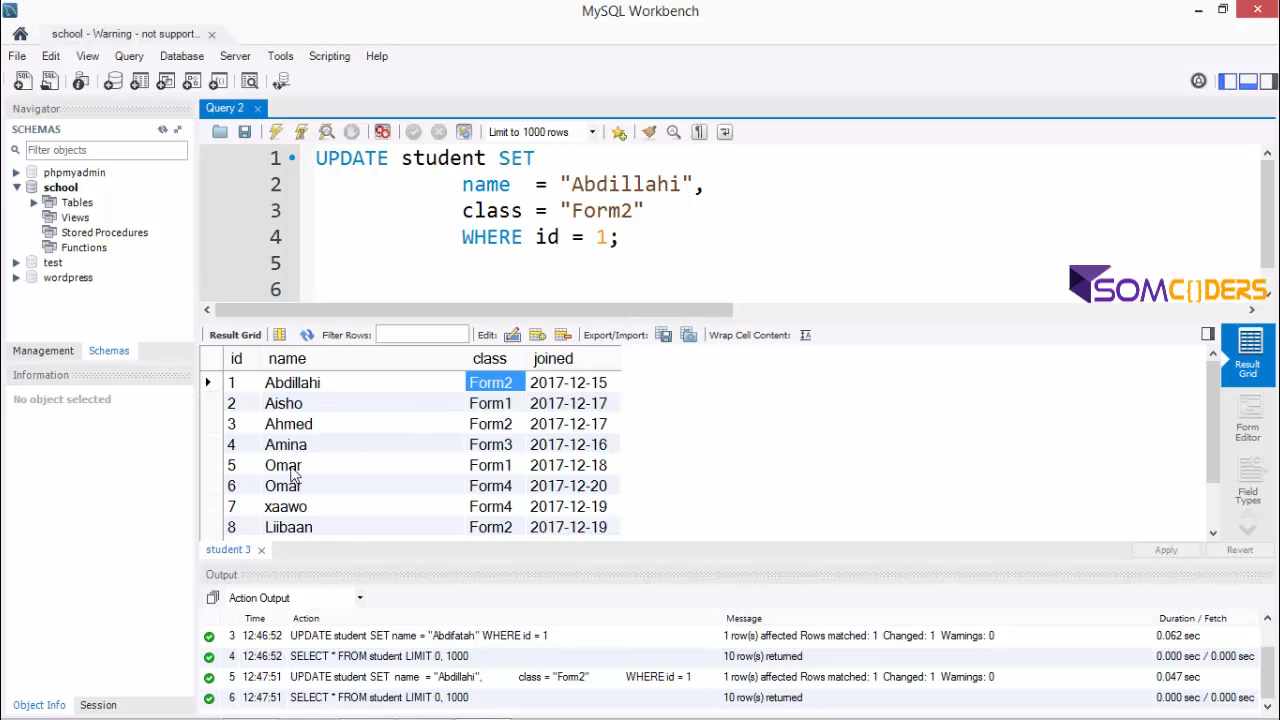 MySQL Workbench
school - Warning - not support...
File Edit View Query Database Server Tools Scripting Help
Navigator
SCHEMAS
Filter objects
phpmyadmin
school
Tables
Views
Stored Procedures
Functions
test
wordpress
Management Schemas
Information
No object selected
Object Info Session
Query 2
Limit to 1000 rows
1 UPDATE student SET
2 name = "Abdillahi",
3 class = "Form2"
4 WHERE id = 1;
5
6
SOMC{}DERS
Result Grid Filter Rows: Edit: Export/Import: Wrap Cell Content:
id name class joined
1 Abdillahi Form2 2017-12-15
2 Aisho Form1 2017-12-17
3 Ahmed Form2 2017-12-17
4 Amina Form3 2017-12-16
5 Omar Form1 2017-12-18
6 Omar Form4 2017-12-20
7 xaawo Form4 2017-12-19
8 Liibaan Form2 2017-12-19
Result
Grid
Form
Editor
Field
Types
student 3 Apply Revert
Output
Action Output
Time Action Message Duration / Fetch
3 12:46:52 UPDATE student SET name = "Abdifatah" WHERE id = 1 1 row(s) affected Rows matched: 1 Changed: 1 Warnings: 0 0.062 sec
4 12:46:52 SELECT * FROM student LIMIT 0, 1000 10 row(s) returned 0.000 sec / 0.000 sec
5 12:47:51 UPDATE student SET name = "Abdillahi", class = "Form2" WHERE id = 1 1 row(s) affected Rows matched: 1 Changed: 1 Warnings: 0 0.047 sec
6 12:47:51 SELECT * FROM student LIMIT 0, 1000 10 row(s) returned 0.000 sec / 0.000 sec